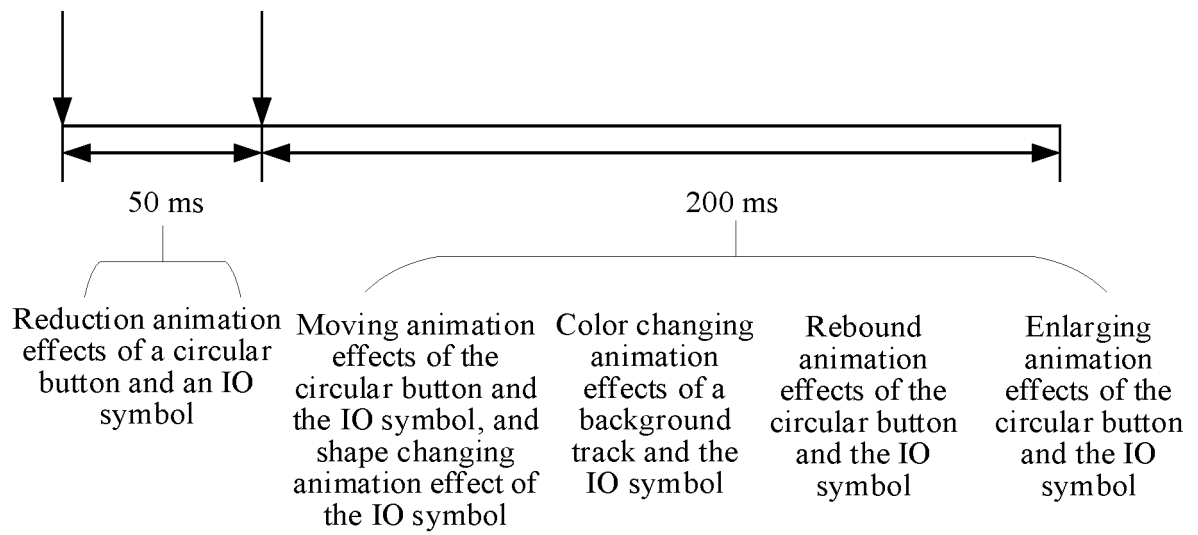 50 ms
200 ms
Reduction animation
effects of a circular
button and an IO
symbol
Moving animation
effects of the
circular button and
the IO symbol, and
shape changing
animation effect of
the IO symbol
Color changing
animation
effects of a
background
track and the
IO symbol
Rebound
animation
effects of the
circular button
and the IO
symbol
Enlarging
animation
effects of the
circular button
and the IO
symbol